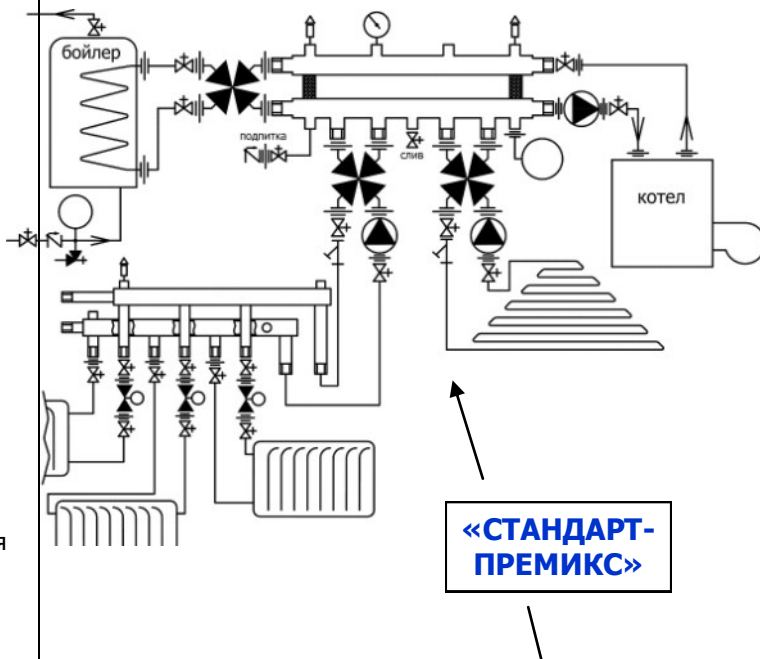 бойлер
подпитка
слив
котел
я
«СТАНДАРТ-
ПРЕМИКС»